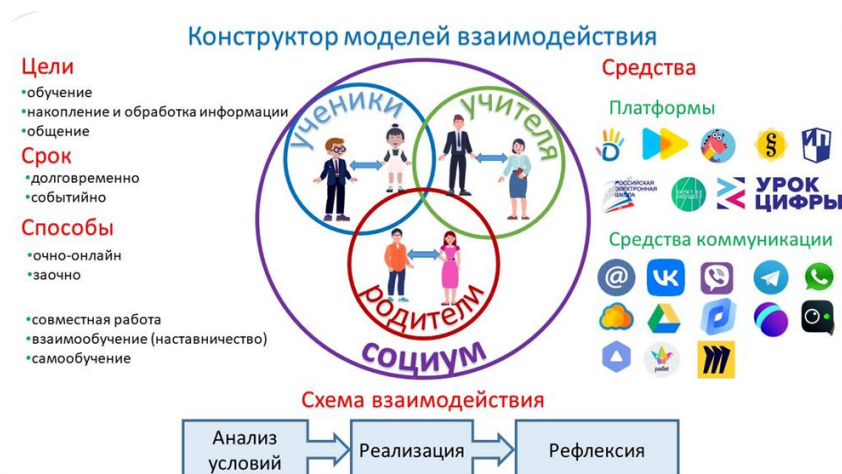 Конструктор моделей взаимодействия
Цели
•обучение
•накопление и обработка информации
•общение
Срок
•долговременно
•событийно
Способы
•очно-онлайн
•заочно
•совместная работа
•взаимообучение (наставничество)
•самообучение
ученики
учителя
родители
социум
Средства
Платформы
§
ИП
РОССИЙСКАЯ
ЭЛЕКТРОННАЯ
ШКОЛА
УРОК
ЦИФРЫ
Средства коммуникации
@
padlet
Схема взаимодействия
Анализ
условий
Реализация
Рефлексия